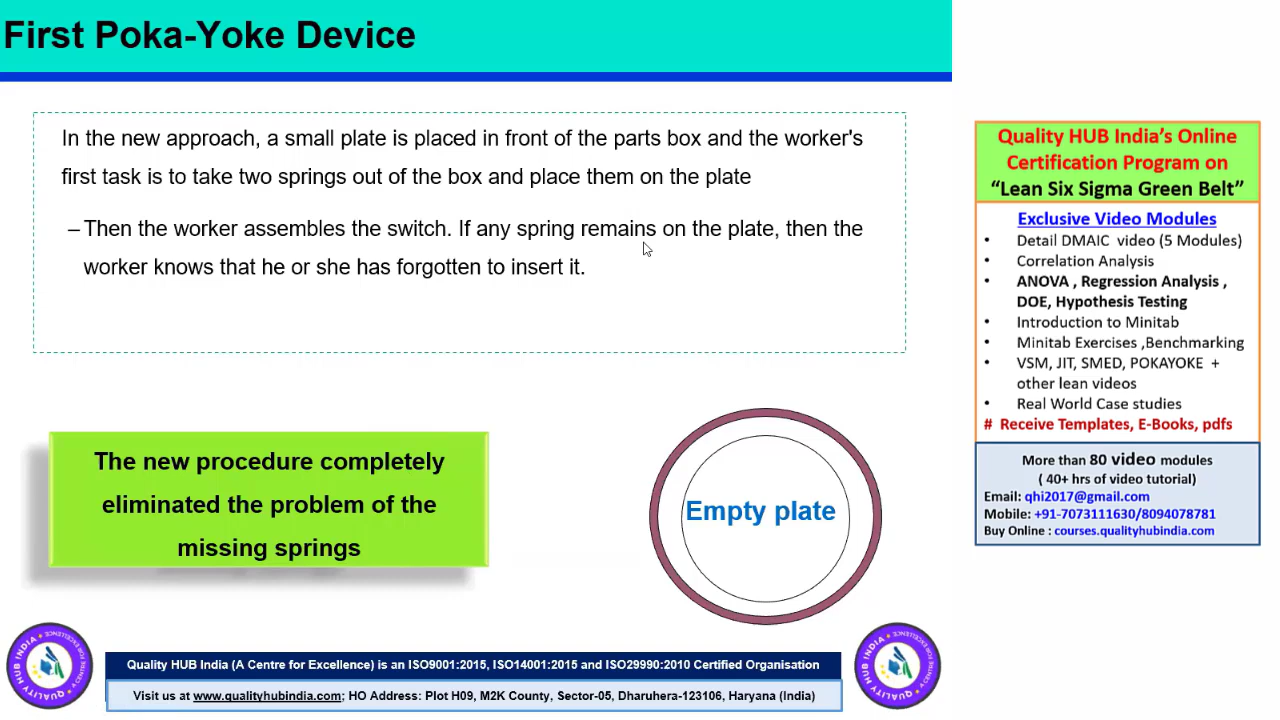 First Poka-Yoke Device
In the new approach, a small plate is placed in front of the parts box and the worker's
first task is to take two springs out of the box and place them on the plate
– Then the worker assembles the switch. If any spring remains on the plate, then the
worker knows that he or she has forgotten to insert it.
The new procedure completely
eliminated the problem of the
missing springs
Empty plate
Quality HUB India's Online
Certification Program on
“Lean Six Sigma Green Belt”
Exclusive Video Modules
• Detail DMAIC video (5 Modules)
• Correlation Analysis
• ANOVA , Regression Analysis ,
DOE, Hypothesis Testing
• Introduction to Minitab
• Minitab Exercises ,Benchmarking
• VSM, JIT, SMED, POKAYOKE +
other lean videos
• Real World Case studies
# Receive Templates, E-Books, pdfs
More than 80 video modules
( 40+ hrs of video tutorial)
Email: qhi2017@gmail.com
Mobile: +91-7073111630/8094078781
Buy Online : courses.qualityhubindia.com
QUALITY HUB INDIA
Quality HUB India (A Centre for Excellence) is an ISO9001:2015, ISO14001:2015 and ISO29990:2010 Certified Organisation
Visit us at www.qualityhubindia.com; HO Address: Plot H09, M2K County, Sector-05, Dharuhera-123106, Haryana (India)
QUALITY HUB INDIA